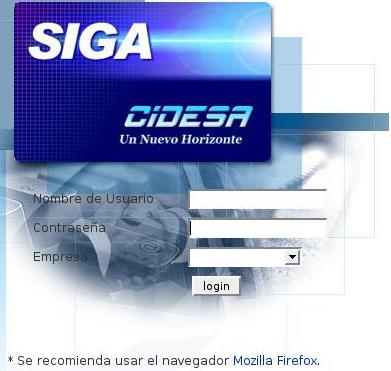 SIGA
CIDESA
Un Nuevo Horizonte
Nombre de Usuario
Contraseña
Empresa
login
* Se recomienda usar el navegador Mozilla Firefox.